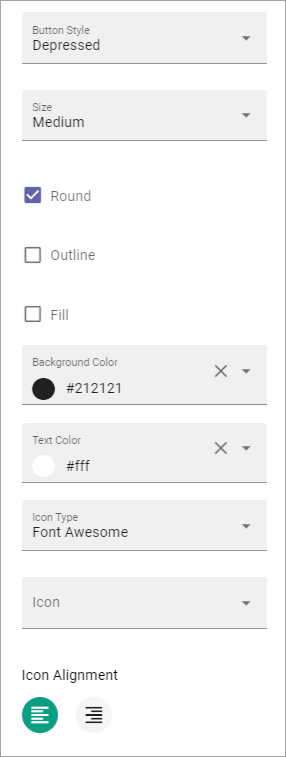 Button Style
Depressed
Size
Medium
Round
Outline
Fill
Background Color
#212121
Text Color
#fff
Icon Type
Font Awesome
Icon
Icon Alignment